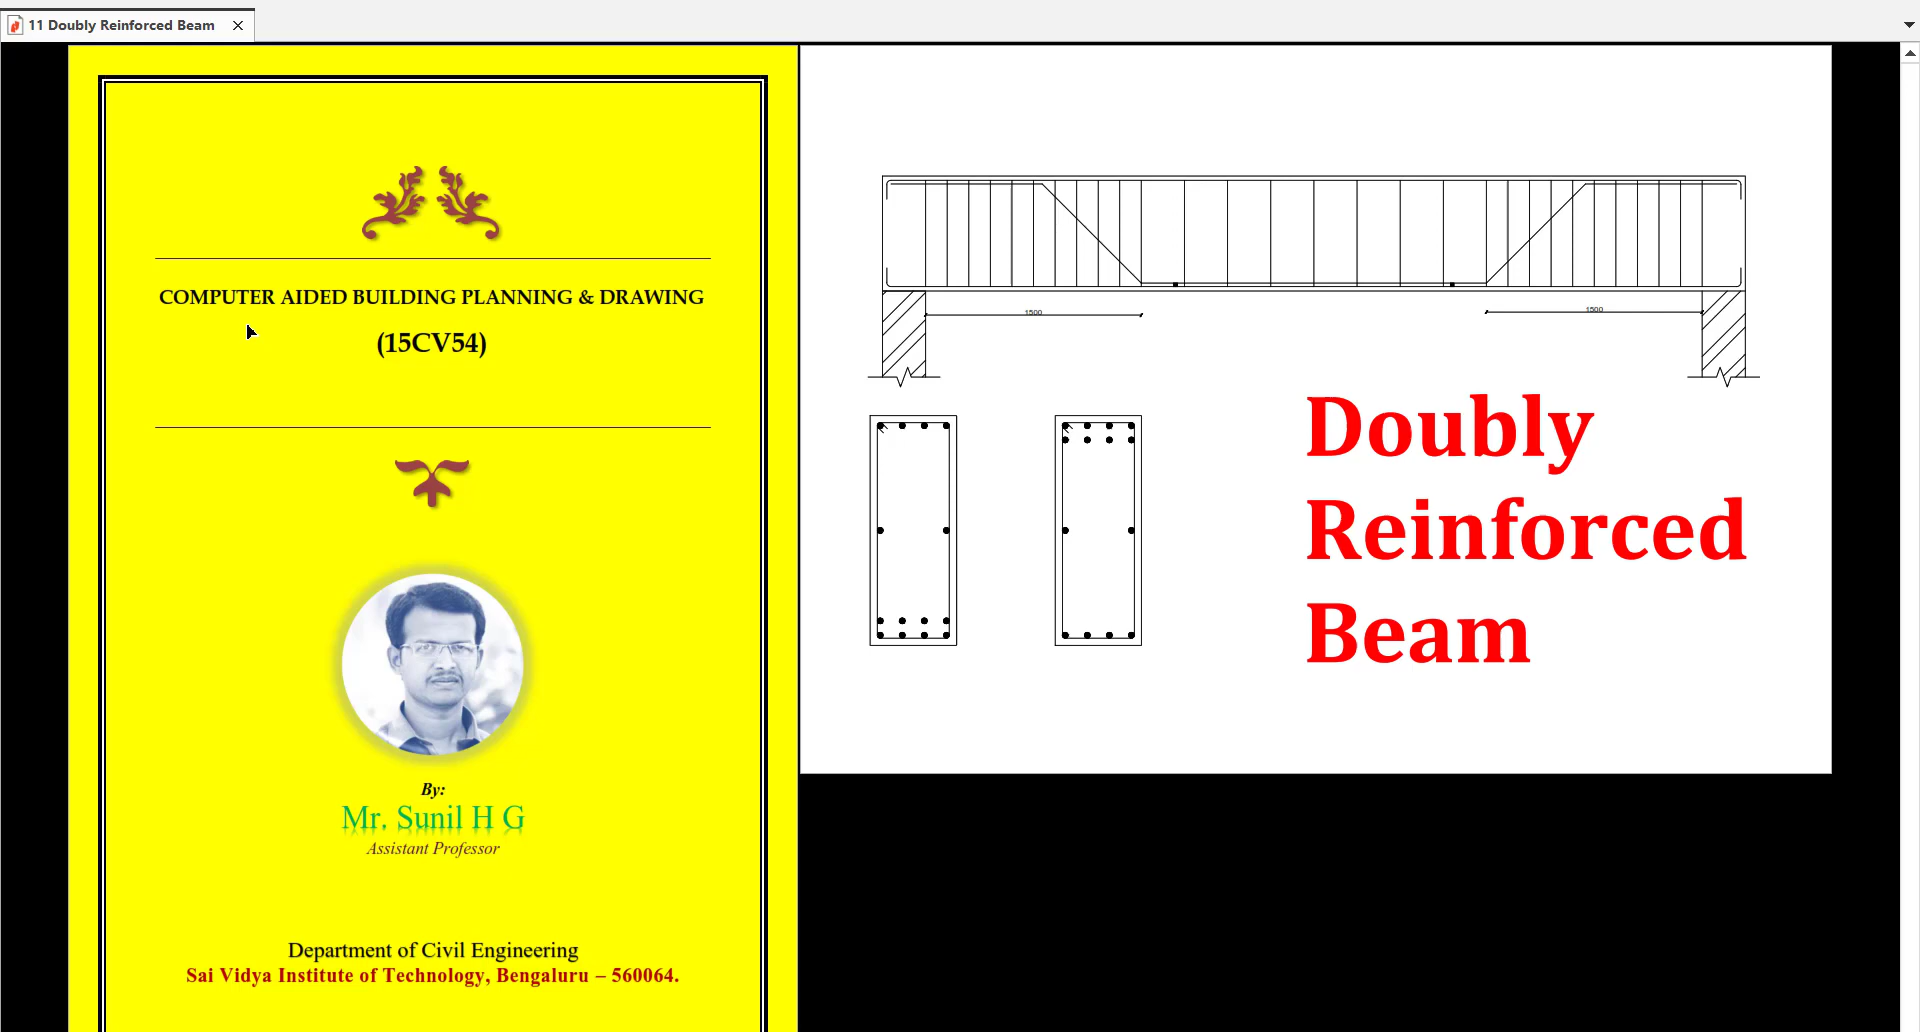 11 Doubly Reinforced Beam
COMPUTER AIDED BUILDING PLANNING & DRAWING
(15CV54)
By:
Mr. Sunil H G
Assistant Professor
Department of Civil Engineering
Sai Vidya Institute of Technology, Bengaluru – 560064.
1500
1500
Doubly
Reinforced
Beam